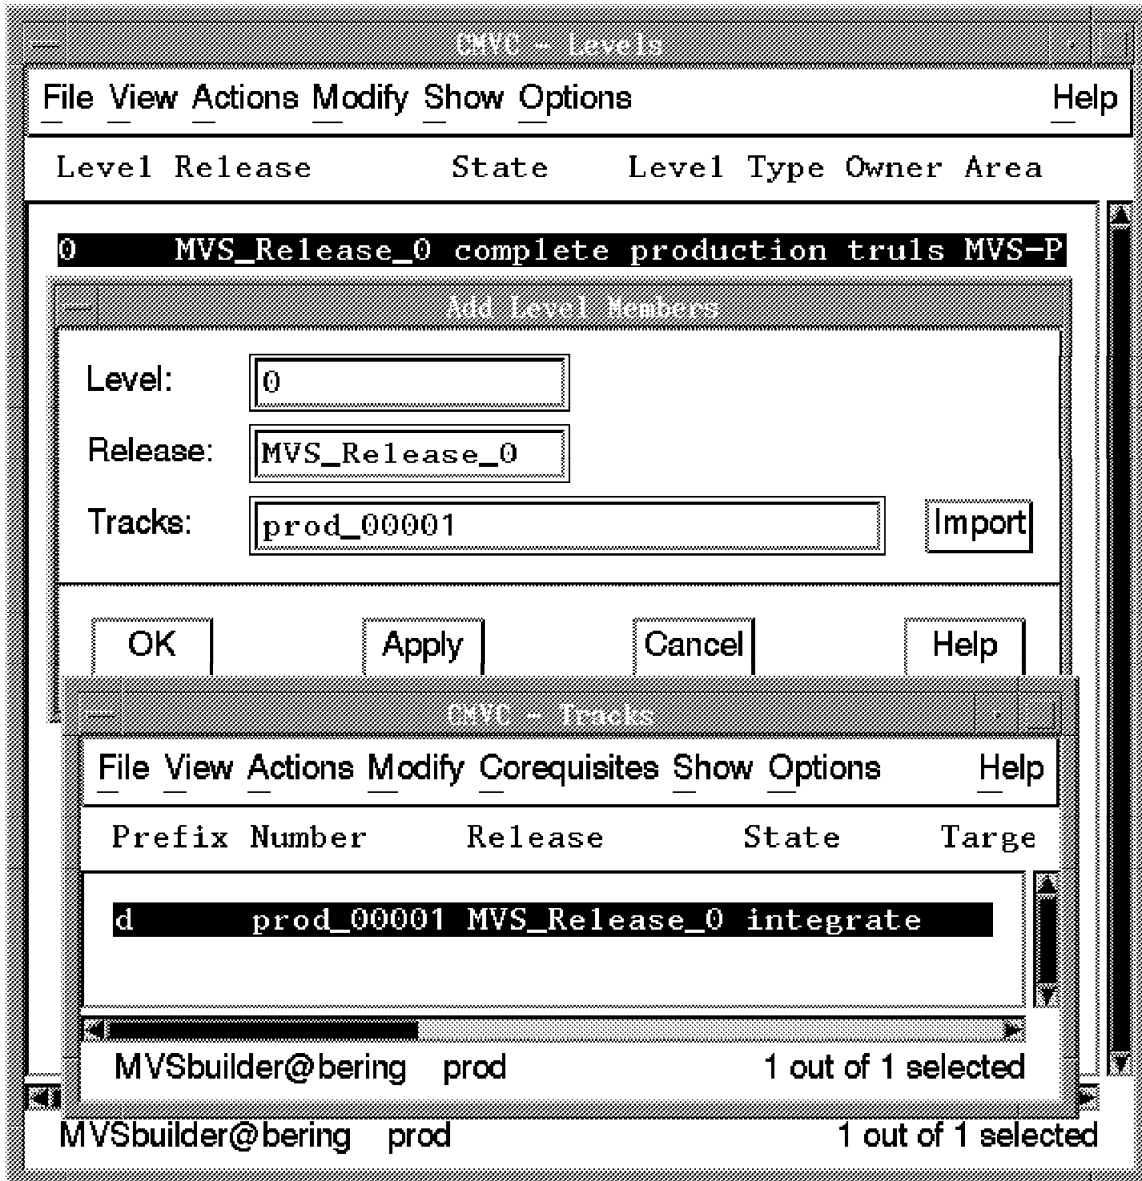 CMVC - Levels
File View Actions Modify Show Options Help
Level Release State Level Type Owner Area
0 MVS_Release_0 complete production truls MVS-P
Add Level Members
Level: 0
Release: MVS_Release_0
Tracks: prod_00001 Import
OK Apply Cancel Help
CMVC - Tracks
File View Actions Modify Corequisites Show Options Help
Prefix Number Release State Targe
d prod_00001 MVS_Release_0 integrate
MVSbuilder@bering prod 1 out of 1 selected
MVSbuilder@bering prod 1 out of 1 selected